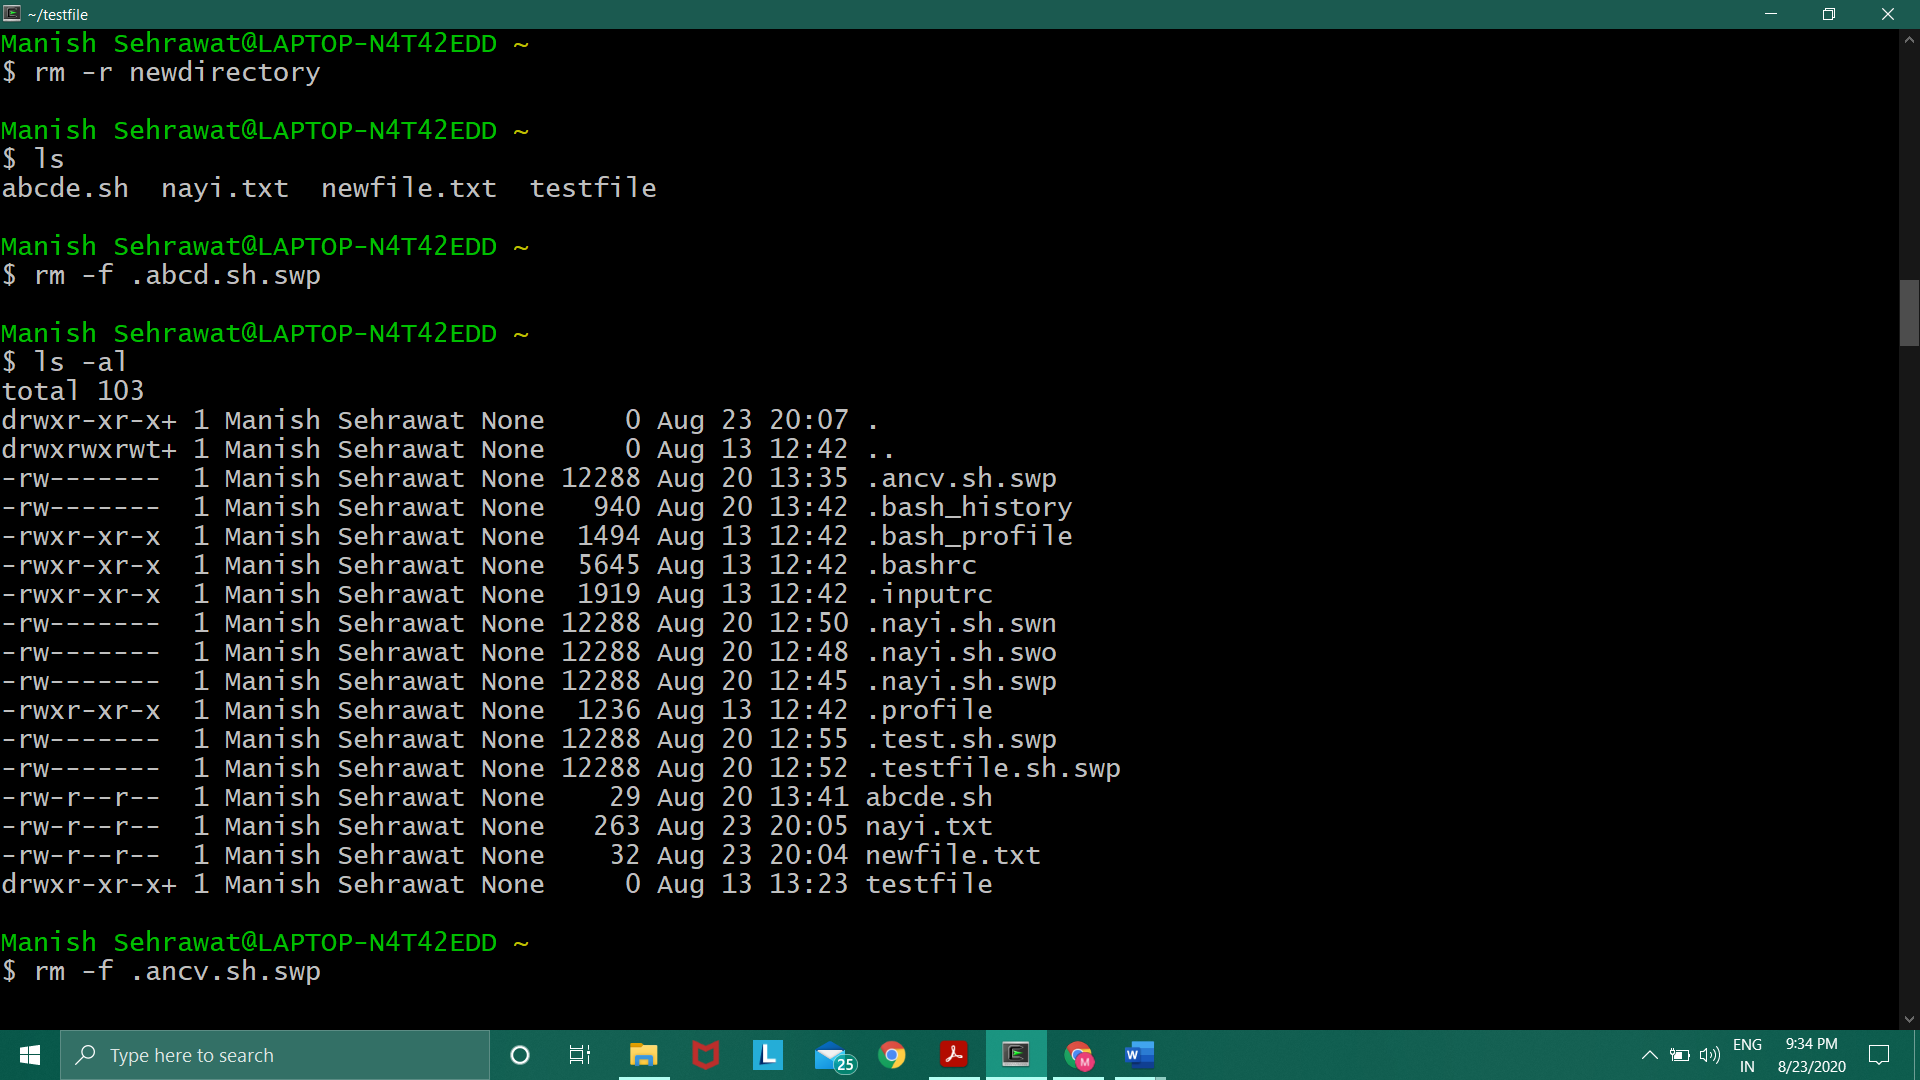 ~/testfile
Manish Sehrawat@LAPTOP-N4T42EDD ~
$ rm -r newdirectory
Manish Sehrawat@LAPTOP-N4T42EDD ~
$ ls
abcde.sh  nayi.txt  newfile.txt  testfile
Manish Sehrawat@LAPTOP-N4T42EDD ~
$ rm -f .abcd.sh.swp
Manish Sehrawat@LAPTOP-N4T42EDD ~
$ ls -al
total 103
drwxr-xr-x+ 1 Manish Sehrawat None     0 Aug 23 20:07 .
drwxrwxrwt+ 1 Manish Sehrawat None     0 Aug 13 12:42 ..
-rw-------  1 Manish Sehrawat None 12288 Aug 20 13:35 .ancv.sh.swp
-rw-------  1 Manish Sehrawat None   940 Aug 20 13:42 .bash_history
-rwxr-xr-x  1 Manish Sehrawat None  1494 Aug 13 12:42 .bash_profile
-rwxr-xr-x  1 Manish Sehrawat None  5645 Aug 13 12:42 .bashrc
-rwxr-xr-x  1 Manish Sehrawat None  1919 Aug 13 12:42 .inputrc
-rw-------  1 Manish Sehrawat None 12288 Aug 20 12:50 .nayi.sh.swn
-rw-------  1 Manish Sehrawat None 12288 Aug 20 12:48 .nayi.sh.swo
-rw-------  1 Manish Sehrawat None 12288 Aug 20 12:45 .nayi.sh.swp
-rwxr-xr-x  1 Manish Sehrawat None  1236 Aug 13 12:42 .profile
-rw-------  1 Manish Sehrawat None 12288 Aug 20 12:55 .test.sh.swp
-rw-------  1 Manish Sehrawat None 12288 Aug 20 12:52 .testfile.sh.swp
-rw-r--r--  1 Manish Sehrawat None    29 Aug 20 13:41 abcde.sh
-rw-r--r--  1 Manish Sehrawat None   263 Aug 23 20:05 nayi.txt
-rw-r--r--  1 Manish Sehrawat None    32 Aug 23 20:04 newfile.txt
drwxr-xr-x+ 1 Manish Sehrawat None     0 Aug 13 13:23 testfile
Manish Sehrawat@LAPTOP-N4T42EDD ~
$ rm -f .ancv.sh.swp
Type here to search
L
25
M
W
ENG
IN
9:34 PM
8/23/2020